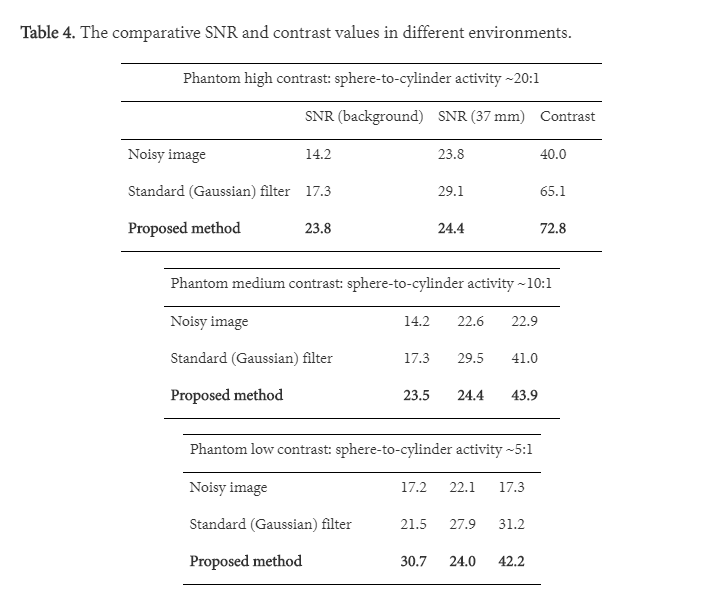 Table 4. The comparative SNR and contrast values in different environments.
Phantom high contrast: sphere-to-cylinder activity ~20:1
SNR (background) SNR (37 mm) Contrast
Noisy image 14.2 23.8 40.0
Standard (Gaussian) filter 17.3 29.1 65.1
Proposed method 23.8 24.4 72.8
Phantom medium contrast: sphere-to-cylinder activity ~10:1
Noisy image 14.2 22.6 22.9
Standard (Gaussian) filter 17.3 29.5 41.0
Proposed method 23.5 24.4 43.9
Phantom low contrast: sphere-to-cylinder activity ~5:1
Noisy image 17.2 22.1 17.3
Standard (Gaussian) filter 21.5 27.9 31.2
Proposed method 30.7 24.0 42.2